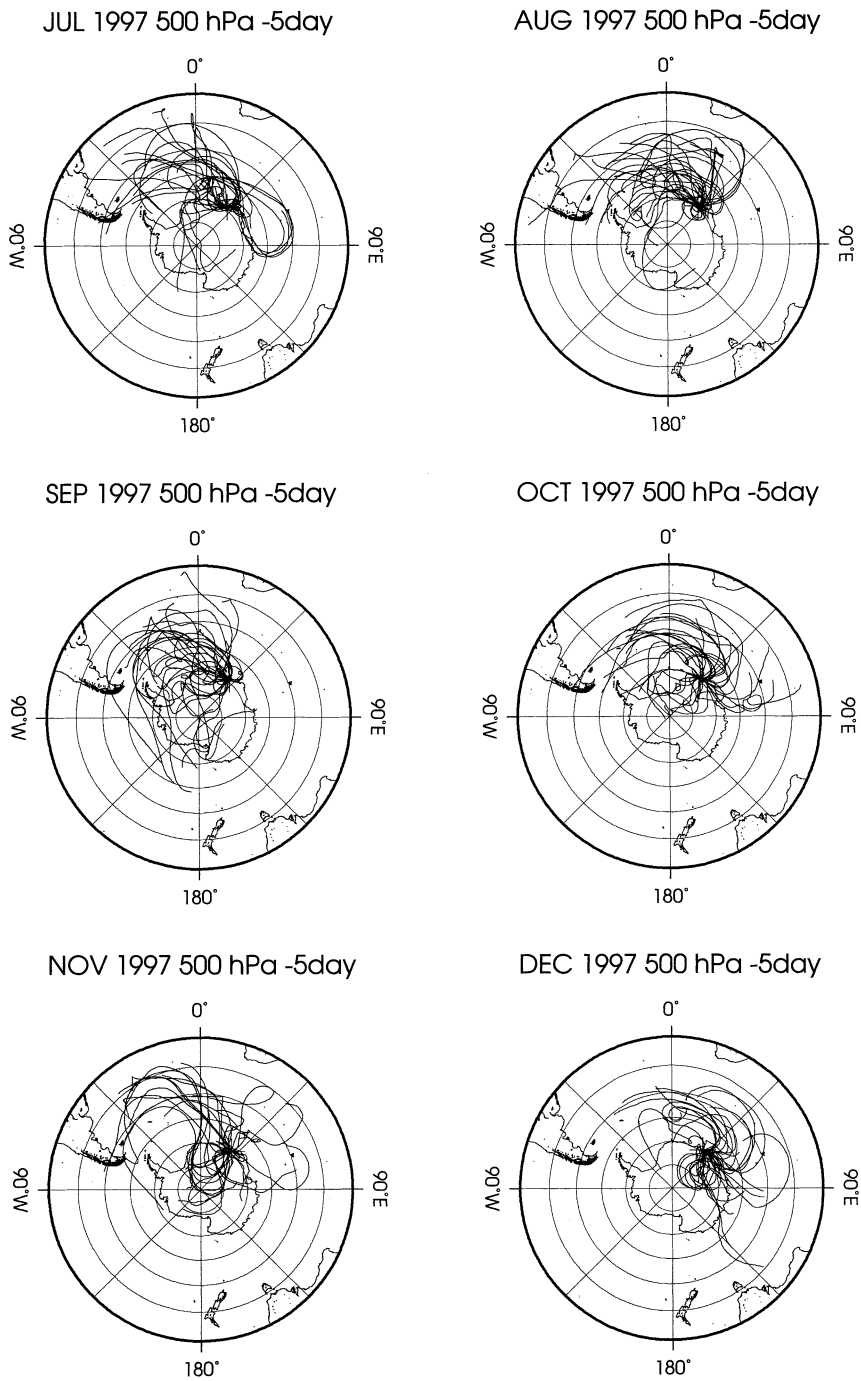 JUL 1997 500 hPa -5day
AUG 1997 500 hPa -5day
0°
0°
90°W
90°E
90°W
90°E
180°
180°
SEP 1997 500 hPa -5day
OCT 1997 500 hPa -5day
0°
0°
90°W
90°E
90°W
90°E
180°
180°
NOV 1997 500 hPa -5day
DEC 1997 500 hPa -5day
0°
0°
90°W
90°E
90°W
90°E
180°
180°